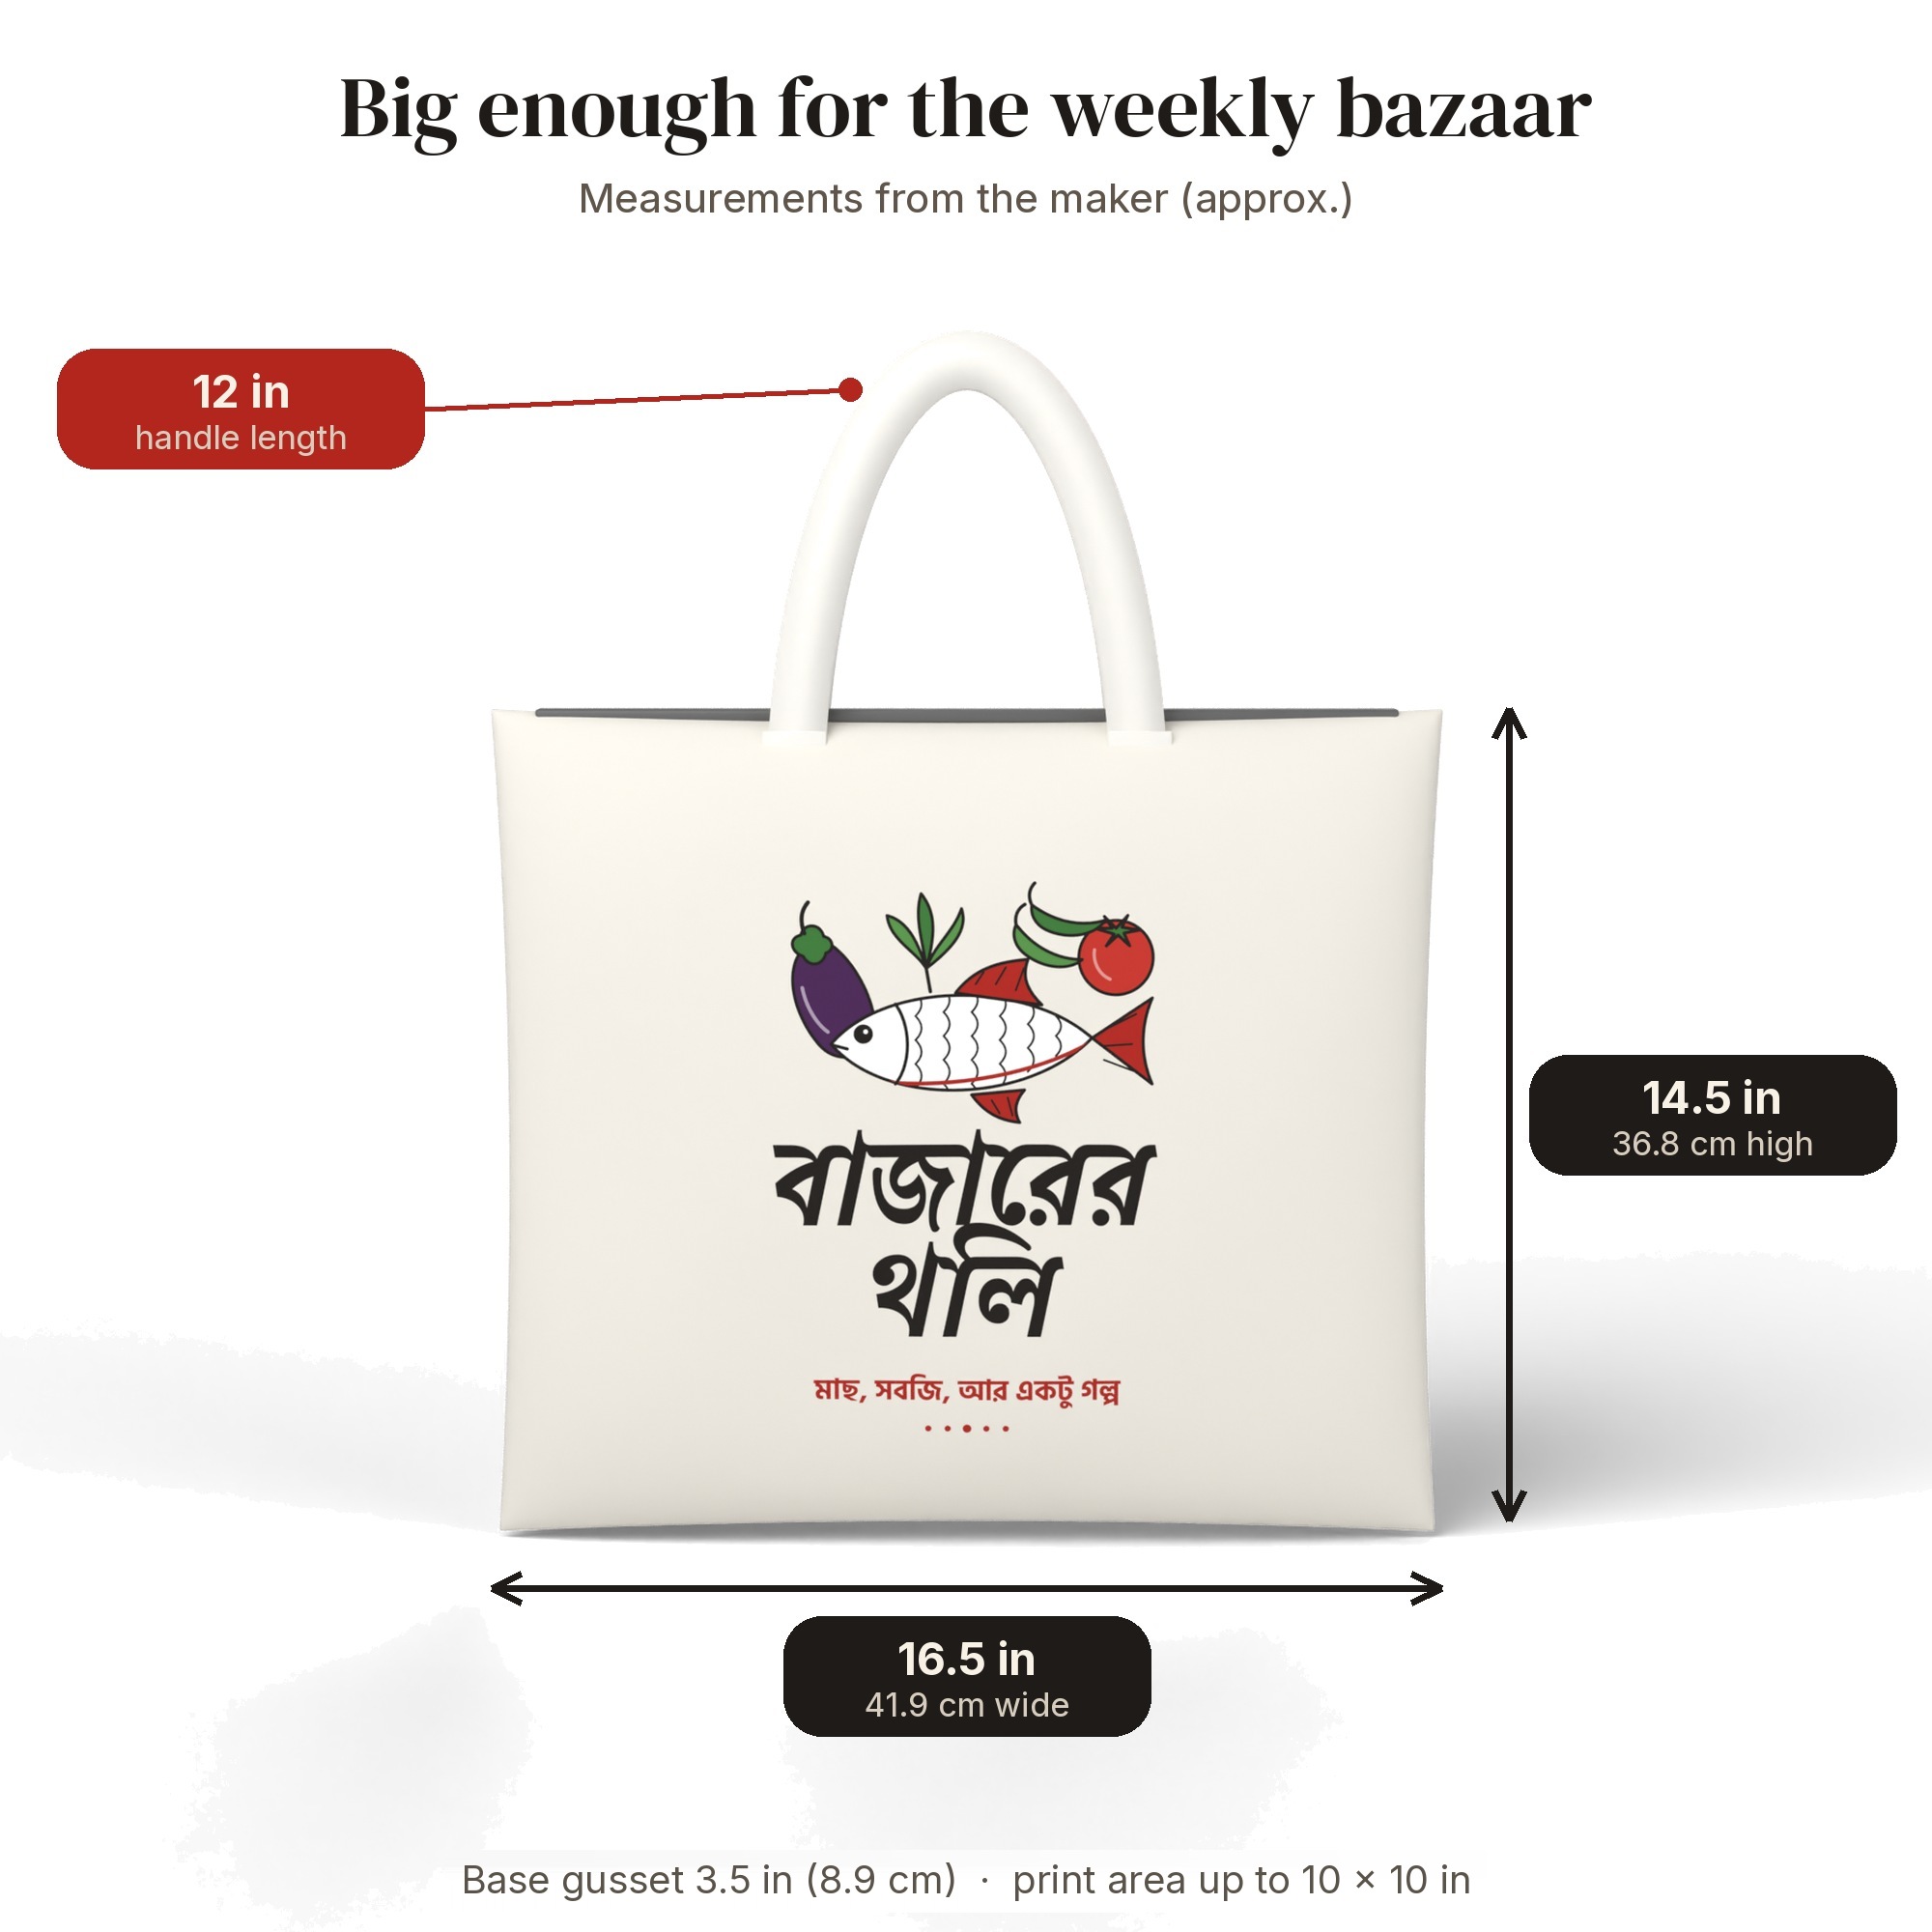 Big enough for the weekly bazaar
Measurements from the maker (approx.)
12 in
handle length
বাজারের
থলি
মাছ, সবজি, আর একটু গল্প
14.5 in
36.8 cm high
16.5 in
41.9 cm wide
Base gusset 3.5 in (8.9 cm) · print area up to 10 × 10 in